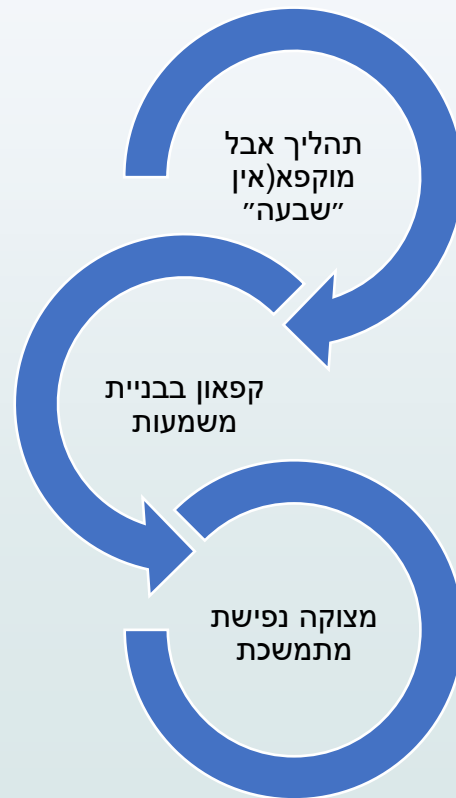 תהליך אבל
מוקפא(אין
״שבעה״
קפאון בבניית
משמעות
מצוקה נפישת
מתמשכת